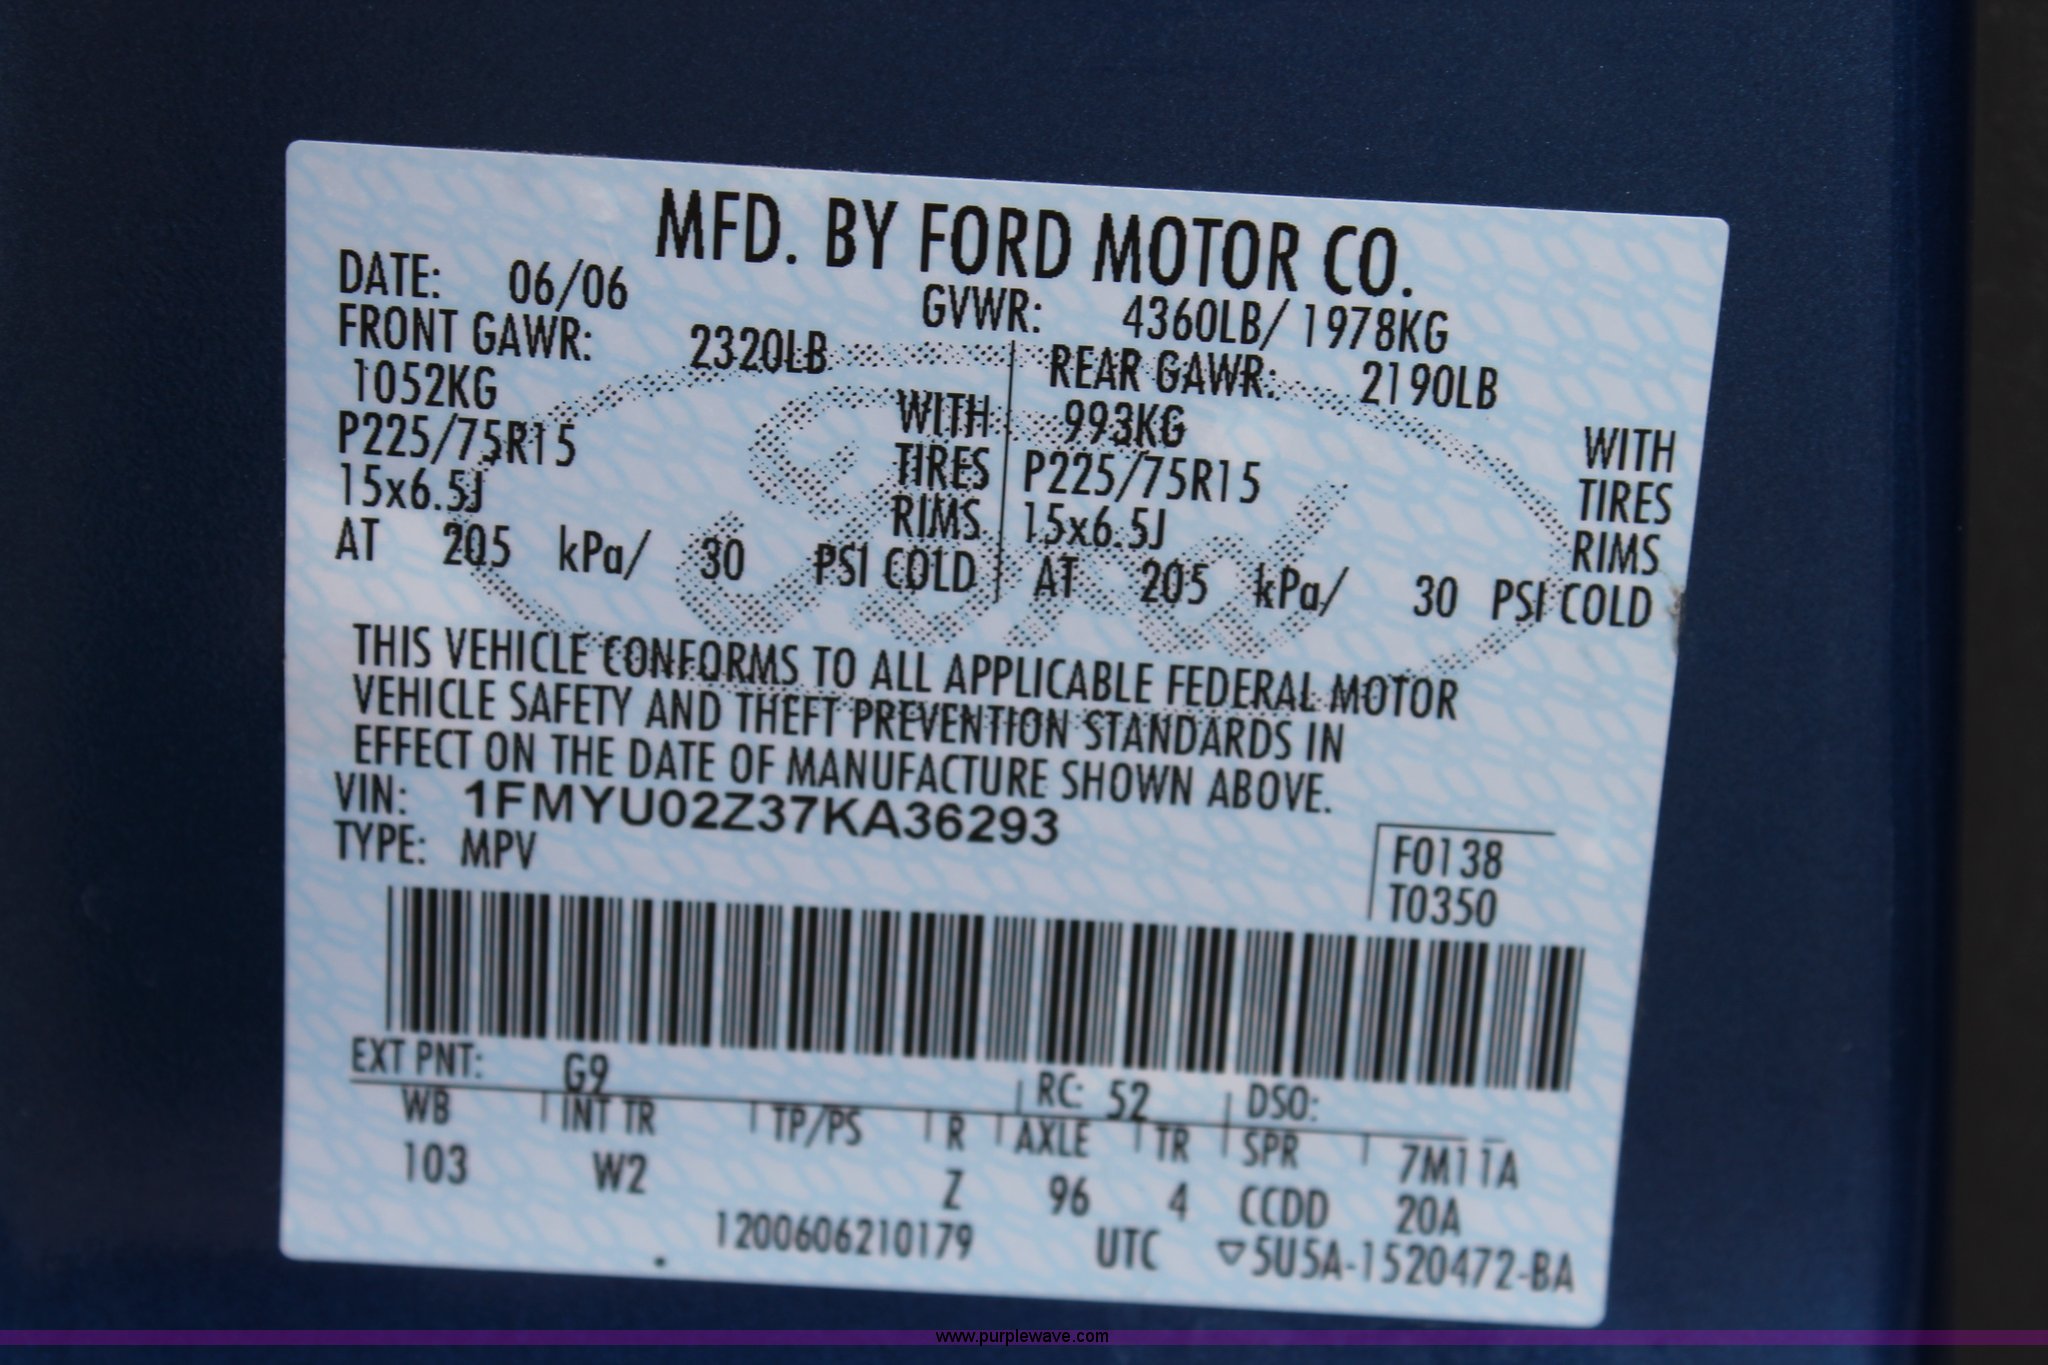 MFD. BY FORD MOTOR CO.
DATE: 06/06 GVWR: 4360LB/ 1978KG
FRONT GAWR: 2320LB REAR GAWR: 2190LB
1052KG WITH 993KG WITH
P225/75R15 TIRES P225/75R15 TIRES
15x6.5J RIMS 15x6.5J RIMS
AT 205 kPa/ 30 PSI COLD AT 205 kPa/ 30 PSI COLD
Ford
THIS VEHICLE CONFORMS TO ALL APPLICABLE FEDERAL MOTOR
VEHICLE SAFETY AND THEFT PREVENTION STANDARDS IN
EFFECT ON THE DATE OF MANUFACTURE SHOWN ABOVE.
VIN: 1FMYU02Z37KA36293
TYPE: MPV
F0138
T0350
EXT PNT: G9 RC: 52 DSO:
WB INT TR TP/PS R AXLE TR SPR 7M11A
103 W2 Z 96 4 CCDD 20A
1200606210179 UTC ▽5U5A-1520472-BA
www.purplewave.com